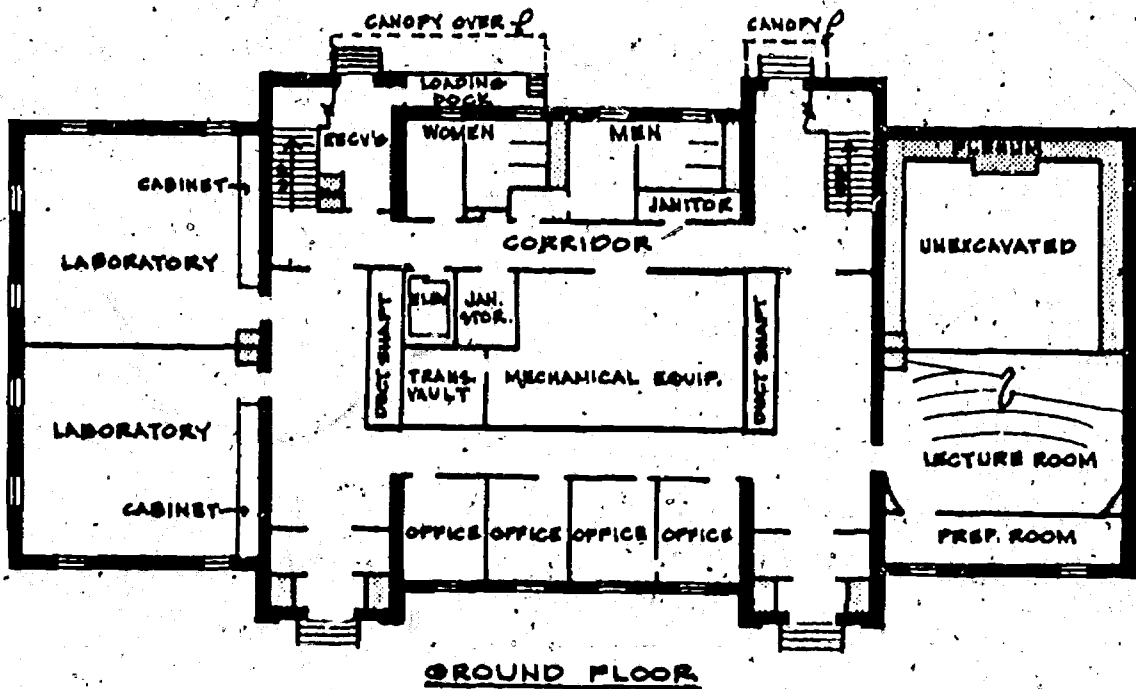 CANOPY OVER
CANOPY
LOADING
DOCK
RECV'G
WOMEN
MEN
JANITOR
CABINET
CORRIDOR
PLENUM
UNEXCAVATED
LABORATORY
ELEV
JAN.
STOR.
DUCT SHAFT
DUCT SHAFT
TRANS.
VAULT
MECHANICAL EQUIP.
LABORATORY
LECTURE ROOM
CABINET
OFFICE
OFFICE
OFFICE
OFFICE
PREP. ROOM
GROUND FLOOR